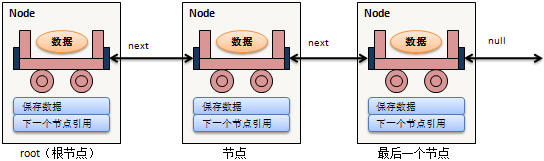 Node
数据
保存数据
下一个节点引用
root（根节点）
next
Node
数据
保存数据
下一个节点引用
节点
next
Node
数据
保存数据
下一个节点引用
最后一个节点
null